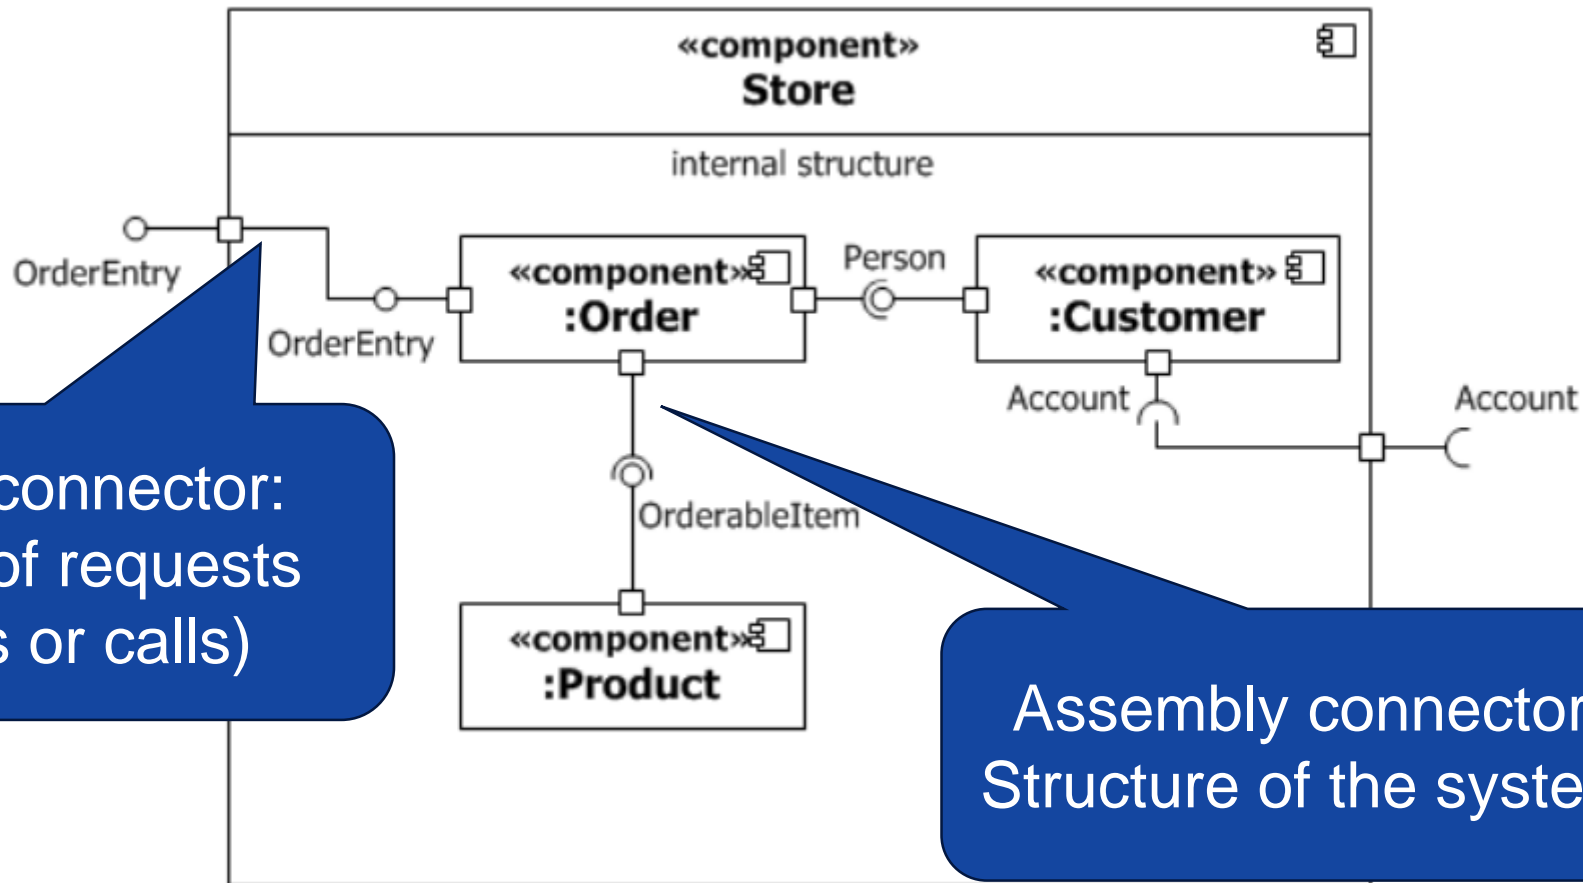 «component»
Store
internal structure
OrderEntry
OrderEntry
«component»
:Order
Person
«component»
:Customer
Account
Account
OrderableItem
«component»
:Product
connector:
of requests
s or calls)
Assembly connector
Structure of the syste